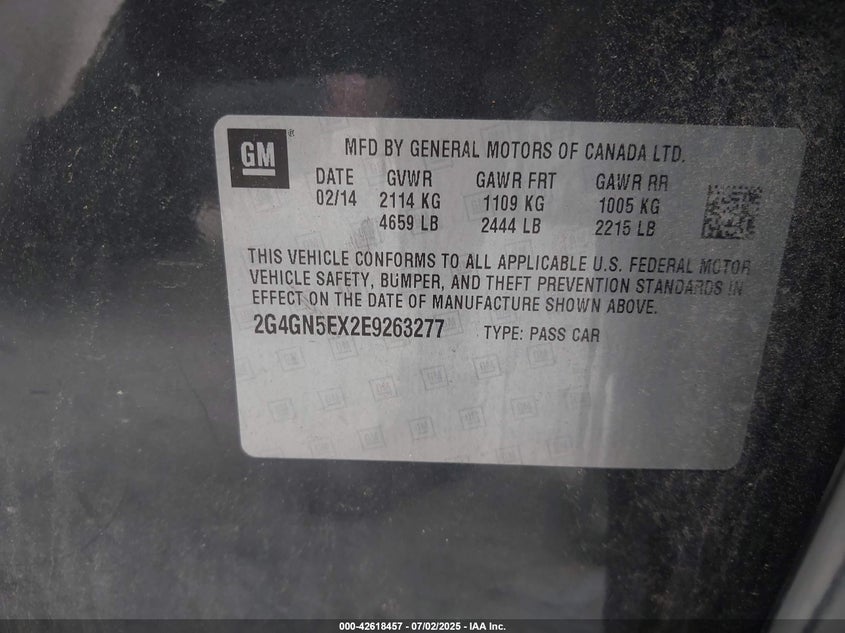 GM ®
MFD BY GENERAL MOTORS OF CANADA LTD.
DATE GVWR GAWR FRT GAWR RR
02/14 2114 KG 1109 KG 1005 KG
4659 LB 2444 LB 2215 LB
THIS VEHICLE CONFORMS TO ALL APPLICABLE U.S. FEDERAL MOTOR
VEHICLE SAFETY, BUMPER, AND THEFT PREVENTION STANDARDS IN
EFFECT ON THE DATE OF MANUFACTURE SHOWN ABOVE.
2G4GN5EX2E9263277 TYPE: PASS CAR
000-42618457 | 07/02/2025 | IAA Inc.